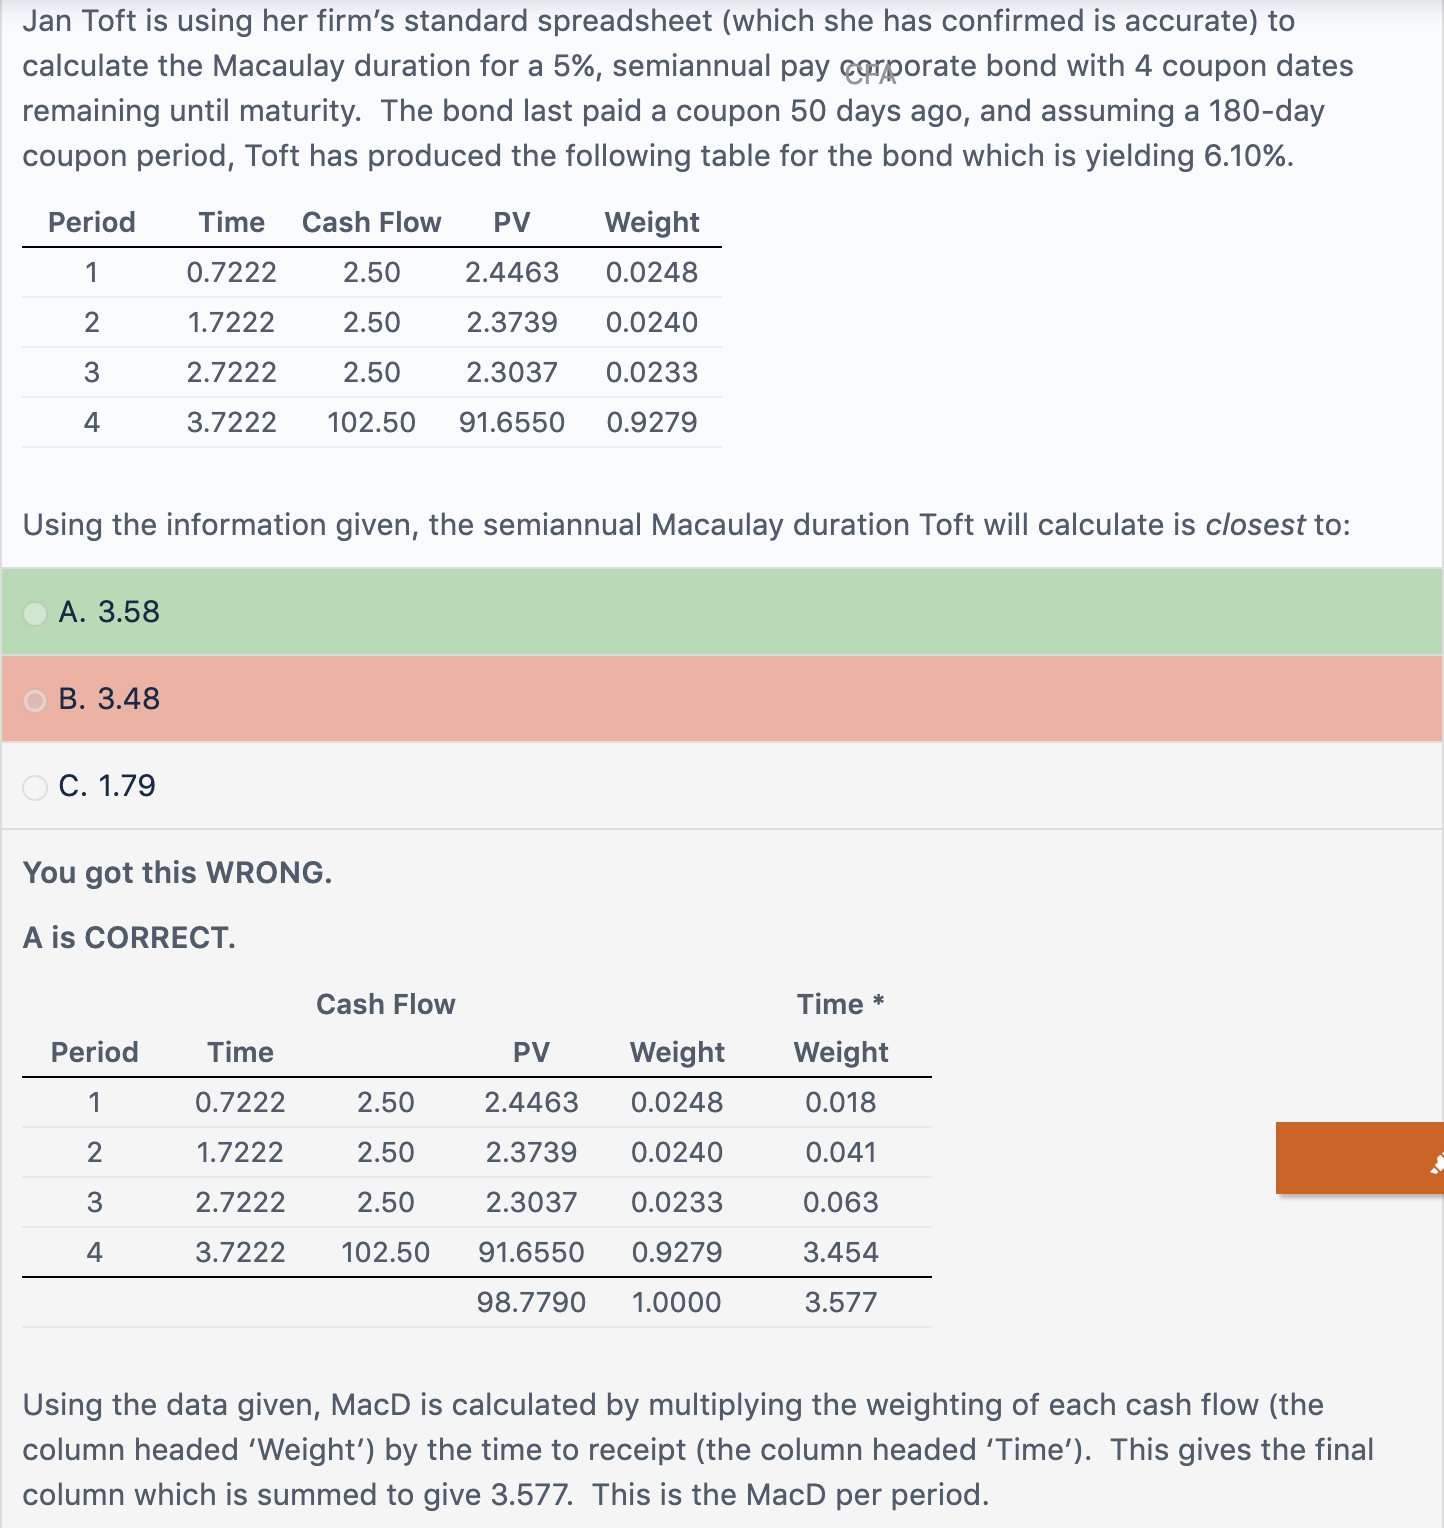 Jan Toft is using her firm’s standard spreadsheet (which she has confirmed is accurate) to
calculate the Macaulay duration for a 5%, semiannual pay corporate bond with 4 coupon dates
CFA
remaining until maturity.  The bond last paid a coupon 50 days ago, and assuming a 180-day
coupon period, Toft has produced the following table for the bond which is yielding 6.10%.
Period Time Cash Flow PV Weight
1 0.7222 2.50 2.4463 0.0248
2 1.7222 2.50 2.3739 0.0240
3 2.7222 2.50 2.3037 0.0233
4 3.7222 102.50 91.6550 0.9279
Using the information given, the semiannual Macaulay duration Toft will calculate is closest to:
A. 3.58
B. 3.48
C. 1.79
You got this WRONG.
A is CORRECT.
Cash Flow Time *
Period Time PV Weight Weight
1 0.7222 2.50 2.4463 0.0248 0.018
2 1.7222 2.50 2.3739 0.0240 0.041
3 2.7222 2.50 2.3037 0.0233 0.063
4 3.7222 102.50 91.6550 0.9279 3.454
98.7790 1.0000 3.577
Using the data given, MacD is calculated by multiplying the weighting of each cash flow (the
column headed ‘Weight’) by the time to receipt (the column headed ‘Time’).  This gives the final
column which is summed to give 3.577.  This is the MacD per period.